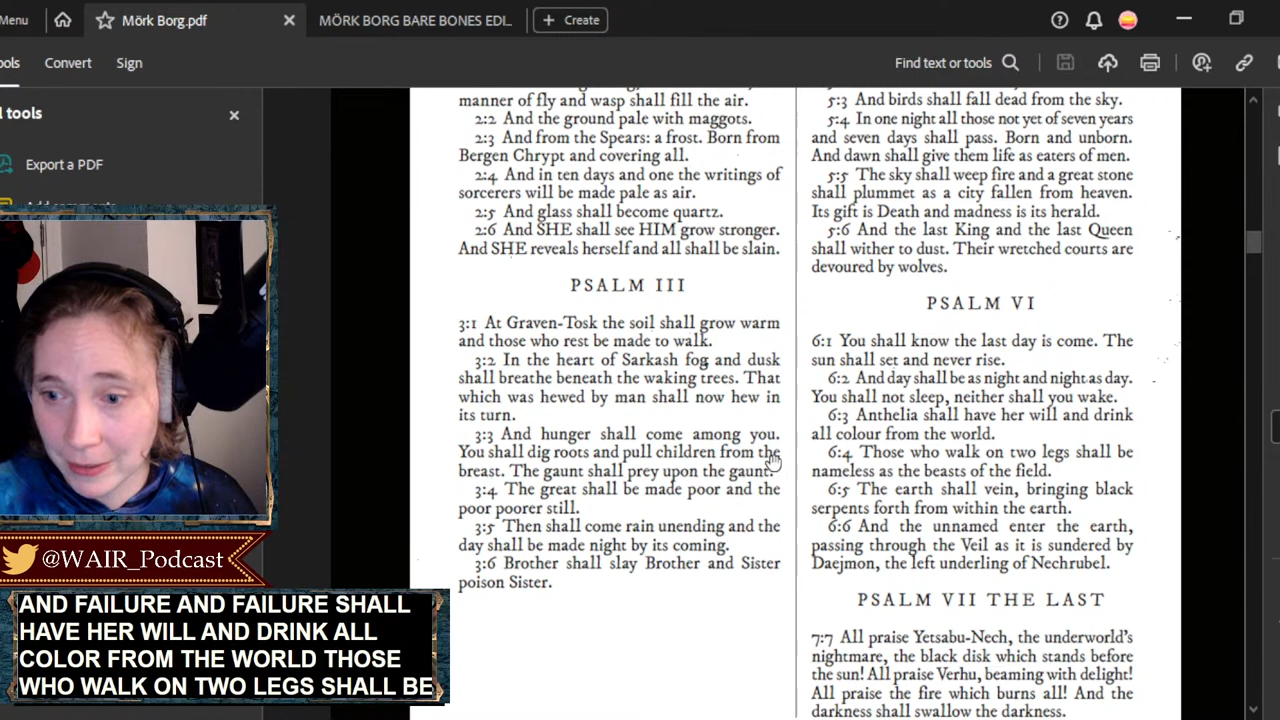 Menu
Mörk Borg.pdf
MÖRK BORG BARE BONES EDI...
Create
ols
Convert
Sign
Find text or tools
l tools
Export a PDF
manner of fly and wasp shall fill the air.
2:2 And the ground pale with maggots.
2:3 And from the Spears: a frost. Born from
Bergen Chrypt and covering all.
2:4 And in ten days and one the writings of
sorcerers will be made pale as air.
2:5 And glass shall become quartz.
2:6 And SHE shall see HIM grow stronger.
And SHE reveals herself and all shall be slain.
PSALM III
3:1 At Graven-Tosk the soil shall grow warm
and those who rest be made to walk.
3:2 In the heart of Sarkash fog and dusk
shall breathe beneath the waking trees. That
which was hewed by man shall now hew in
its turn.
3:3 And hunger shall come among you.
You shall dig roots and pull children from the
breast. The gaunt shall prey upon the gaunt.
3:4 The great shall be made poor and the
poor poorer still.
3:5 Then shall come rain unending and the
day shall be made night by its coming.
3:6 Brother shall slay Brother and Sister
poison Sister.
5:3 And birds shall fall dead from the sky.
5:4 In one night all those not yet of seven years
and seven days shall pass. Born and unborn.
And dawn shall give them life as eaters of men.
5:5 The sky shall weep fire and a great stone
shall plummet as a city fallen from heaven.
Its gift is Death and madness is its herald.
5:6 And the last King and the last Queen
shall wither to dust. Their wretched courts are
devoured by wolves.
PSALM VI
6:1 You shall know the last day is come. The
sun shall set and never rise.
6:2 And day shall be as night and night as day.
You shall not sleep, neither shall you wake.
6:3 Anthelia shall have her will and drink
all colour from the world.
6:4 Those who walk on two legs shall be
nameless as the beasts of the field.
6:5 The earth shall vein, bringing black
serpents forth from within the earth.
6:6 And the unnamed enter the earth,
passing through the Veil as it is sundered by
Daejmon, the left underling of Nechrubel.
PSALM VII THE LAST
7:7 All praise Yetsabu-Nech, the underworld's
nightmare, the black disk which stands before
the sun! All praise Verhu, beaming with delight!
All praise the fire which burns all! And the
darkness shall swallow the darkness.
@WAIR_Podcast
AND FAILURE AND FAILURE SHALL
HAVE HER WILL AND DRINK ALL
COLOR FROM THE WORLD THOSE
WHO WALK ON TWO LEGS SHALL BE